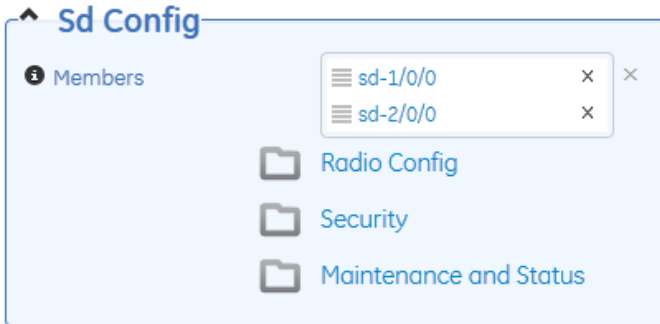 Sd Config
Members
sd-1/0/0
sd-2/0/0
Radio Config
Security
Maintenance and Status